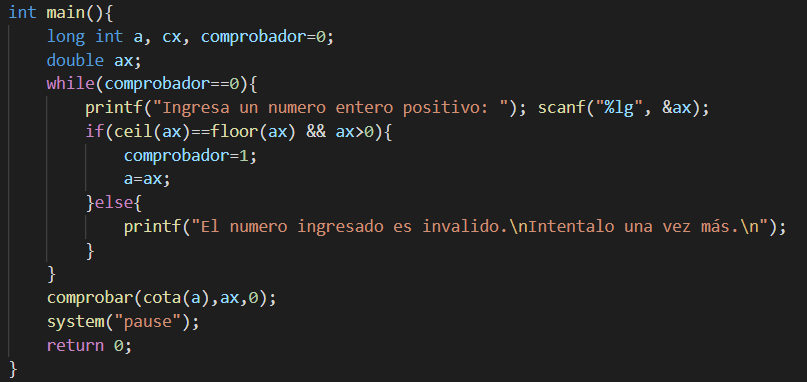 int main(){
    long int a, cx, comprobador=0;
    double ax;
    while(comprobador==0){
        printf("Ingresa un numero entero positivo: "); scanf("%lg", &ax);
        if(ceil(ax)==floor(ax) && ax>0){
            comprobador=1;
            a=ax;
        }else{
            printf("El numero ingresado es invalido.\nIntentalo una vez más.\n");
        }
    }
    comprobar(cota(a),ax,0);
    system("pause");
    return 0;
}